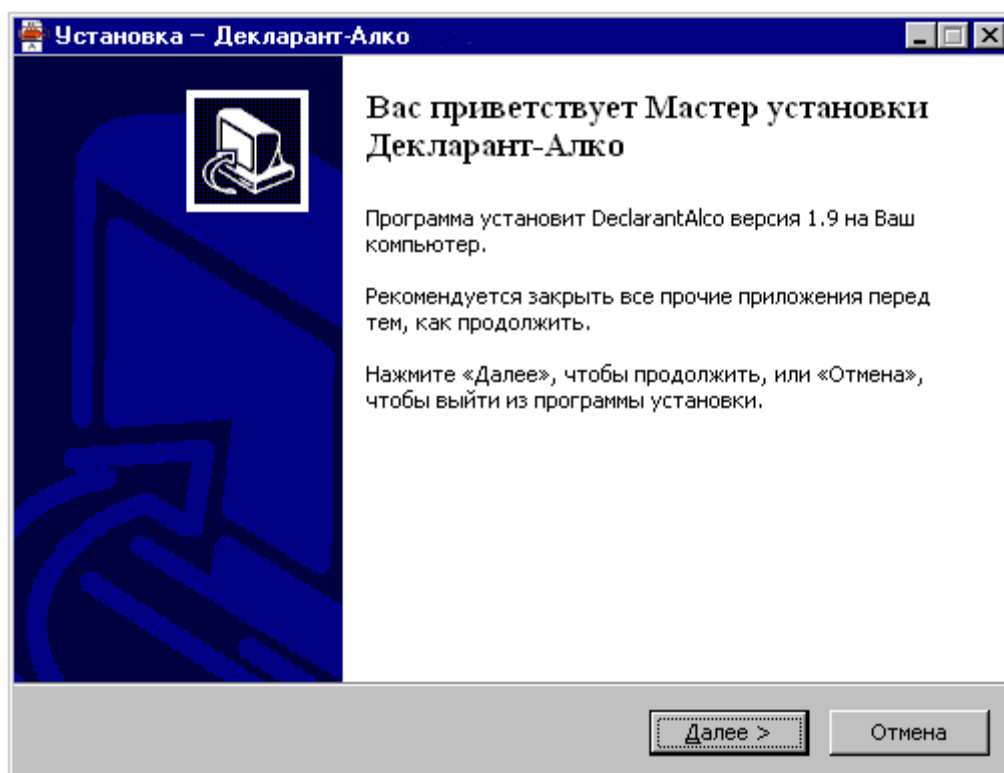 Установка – Декларант-Алко
Вас приветствует Мастер установки
Декларант-Алко
Программа установит DeclarantAlco версия 1.9 на Ваш
компьютер.
Рекомендуется закрыть все прочие приложения перед
тем, как продолжить.
Нажмите «Далее», чтобы продолжить, или «Отмена»,
чтобы выйти из программы установки.
Далее >
Отмена